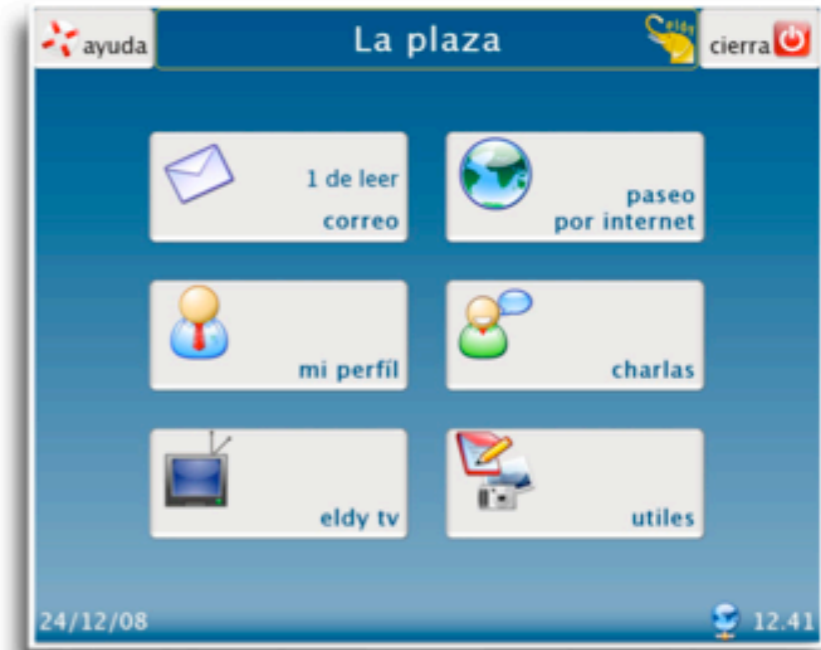 ayuda
La plaza
eldy
cierra
1 de leer
correo
paseo
por internet
mi perfíl
charlas
eldy tv
utiles
24/12/08
12.41